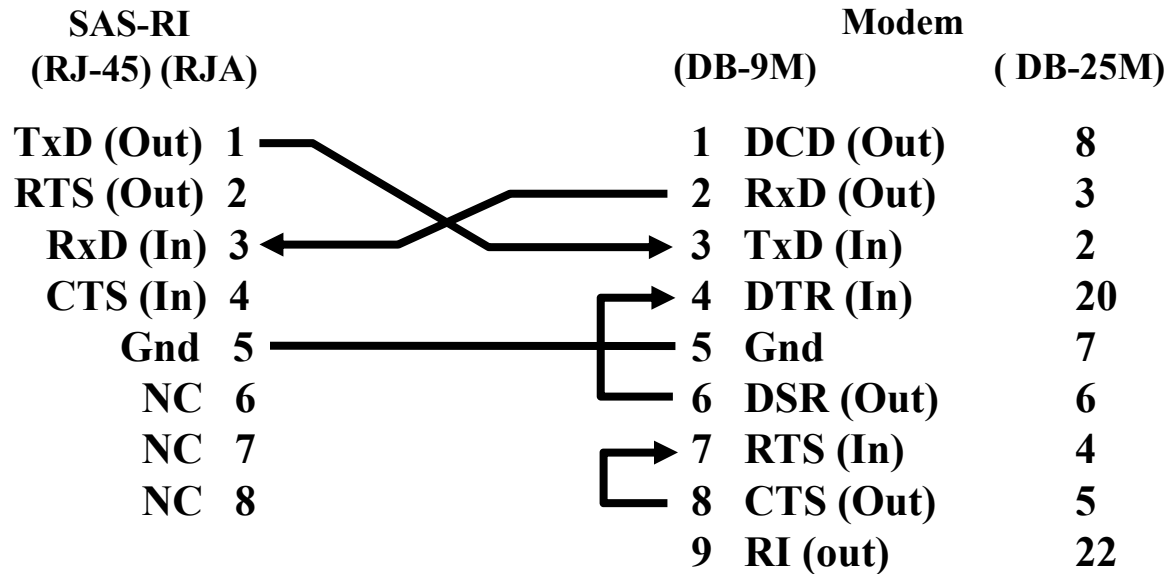 SAS-RI Modem
(RJ-45) (RJA) (DB-9M) ( DB-25M)
TxD (Out) 1 1 DCD (Out) 8
RTS (Out) 2 2 RxD (Out) 3
RxD (In) 3 3 TxD (In) 2
CTS (In) 4 4 DTR (In) 20
Gnd 5 5 Gnd 7
NC 6 6 DSR (Out) 6
NC 7 7 RTS (In) 4
NC 8 8 CTS (Out) 5
9 RI (out) 22